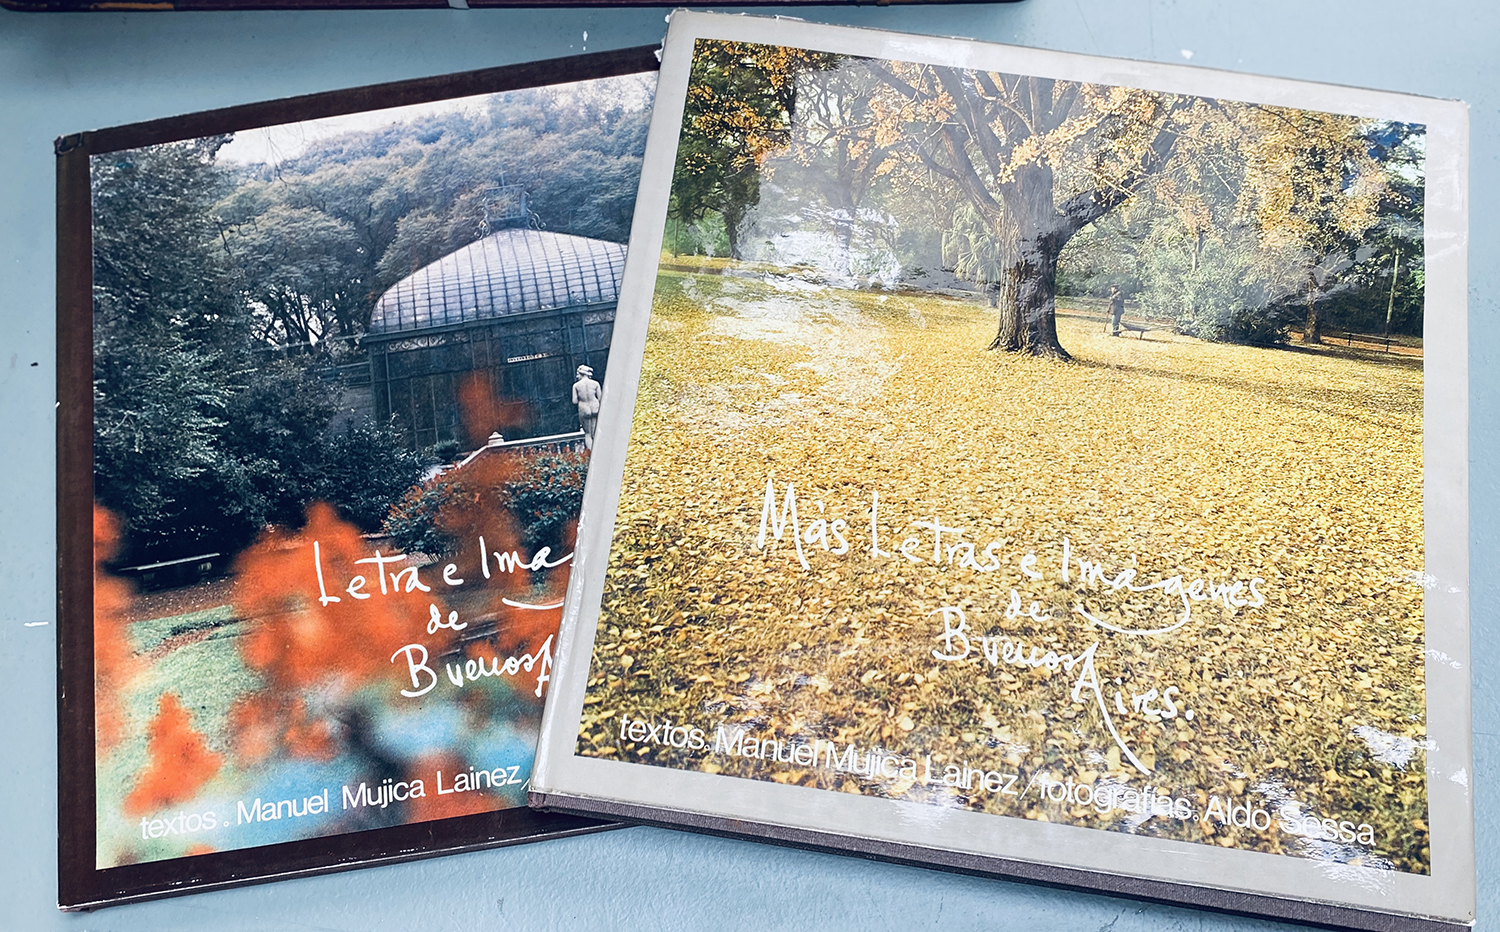 Letra e Ima
de
Buenos A
textos. Manuel Mujica Lainez/
Más Letras e Imágenes
de
Buenos Aires.
textos. Manuel Mujica Lainez / fotografías. Aldo Sessa